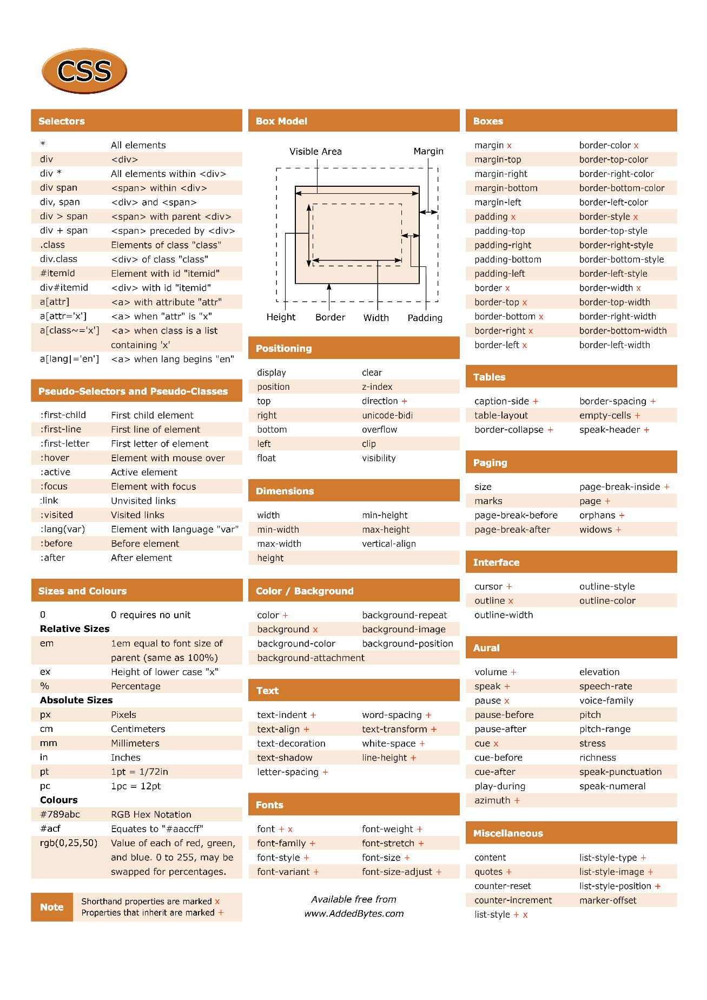 CSS
Selectors
* All elements
div <div>
div * All elements within <div>
div span <span> within <div>
div, span <div> and <span>
div > span <span> with parent <div>
div + span <span> preceded by <div>
.class Elements of class "class"
div.class <div> of class "class"
#itemid Element with id "itemid"
div#itemid <div> with id "itemid"
a[attr] <a> with attribute "attr"
a[attr='x'] <a> when "attr" is "x"
a[class~='x'] <a> when class is a list
containing 'x'
a[lang|='en'] <a> when lang begins "en"
Pseudo-Selectors and Pseudo-Classes
:first-child First child element
:first-line First line of element
:first-letter First letter of element
:hover Element with mouse over
:active Active element
:focus Element with focus
:link Unvisited links
:visited Visited links
:lang(var) Element with language "var"
:before Before element
:after After element
Sizes and Colours
0 0 requires no unit
Relative Sizes
em 1em equal to font size of
parent (same as 100%)
ex Height of lower case "x"
% Percentage
Absolute Sizes
px Pixels
cm Centimeters
mm Millimeters
in Inches
pt 1pt = 1/72in
pc 1pc = 12pt
Colours
#789abc RGB Hex Notation
#acf Equates to "#aaccff"
rgb(0,25,50) Value of each of red, green,
and blue. 0 to 255, may be
swapped for percentages.
Note
Shorthand properties are marked x
Properties that inherit are marked +
Box Model
Visible Area Margin
Height Border Width Padding
Positioning
display clear
position z-index
top direction +
right unicode-bidi
bottom overflow
left clip
float visibility
Dimensions
width min-height
min-width max-height
max-width vertical-align
height
Color / Background
color + background-repeat
background x background-image
background-color background-position
background-attachment
Text
text-indent + word-spacing +
text-align + text-transform +
text-decoration white-space +
text-shadow line-height +
letter-spacing +
Fonts
font + x font-weight +
font-family + font-stretch +
font-style + font-size +
font-variant + font-size-adjust +
Available free from
www.AddedBytes.com
Boxes
margin x border-color x
margin-top border-top-color
margin-right border-right-color
margin-bottom border-bottom-color
margin-left border-left-color
padding x border-style x
padding-top border-top-style
padding-right border-right-style
padding-bottom border-bottom-style
padding-left border-left-style
border x border-width x
border-top x border-top-width
border-bottom x border-right-width
border-right x border-bottom-width
border-left x border-left-width
Tables
caption-side + border-spacing +
table-layout empty-cells +
border-collapse + speak-header +
Paging
size page-break-inside +
marks page +
page-break-before orphans +
page-break-after widows +
Interface
cursor + outline-style
outline x outline-color
outline-width
Aural
volume + elevation
speak + speech-rate
pause x voice-family
pause-before pitch
pause-after pitch-range
cue x stress
cue-before richness
cue-after speak-punctuation
play-during speak-numeral
azimuth +
Miscellaneous
content list-style-type +
quotes + list-style-image +
counter-reset list-style-position +
counter-increment marker-offset
list-style + x